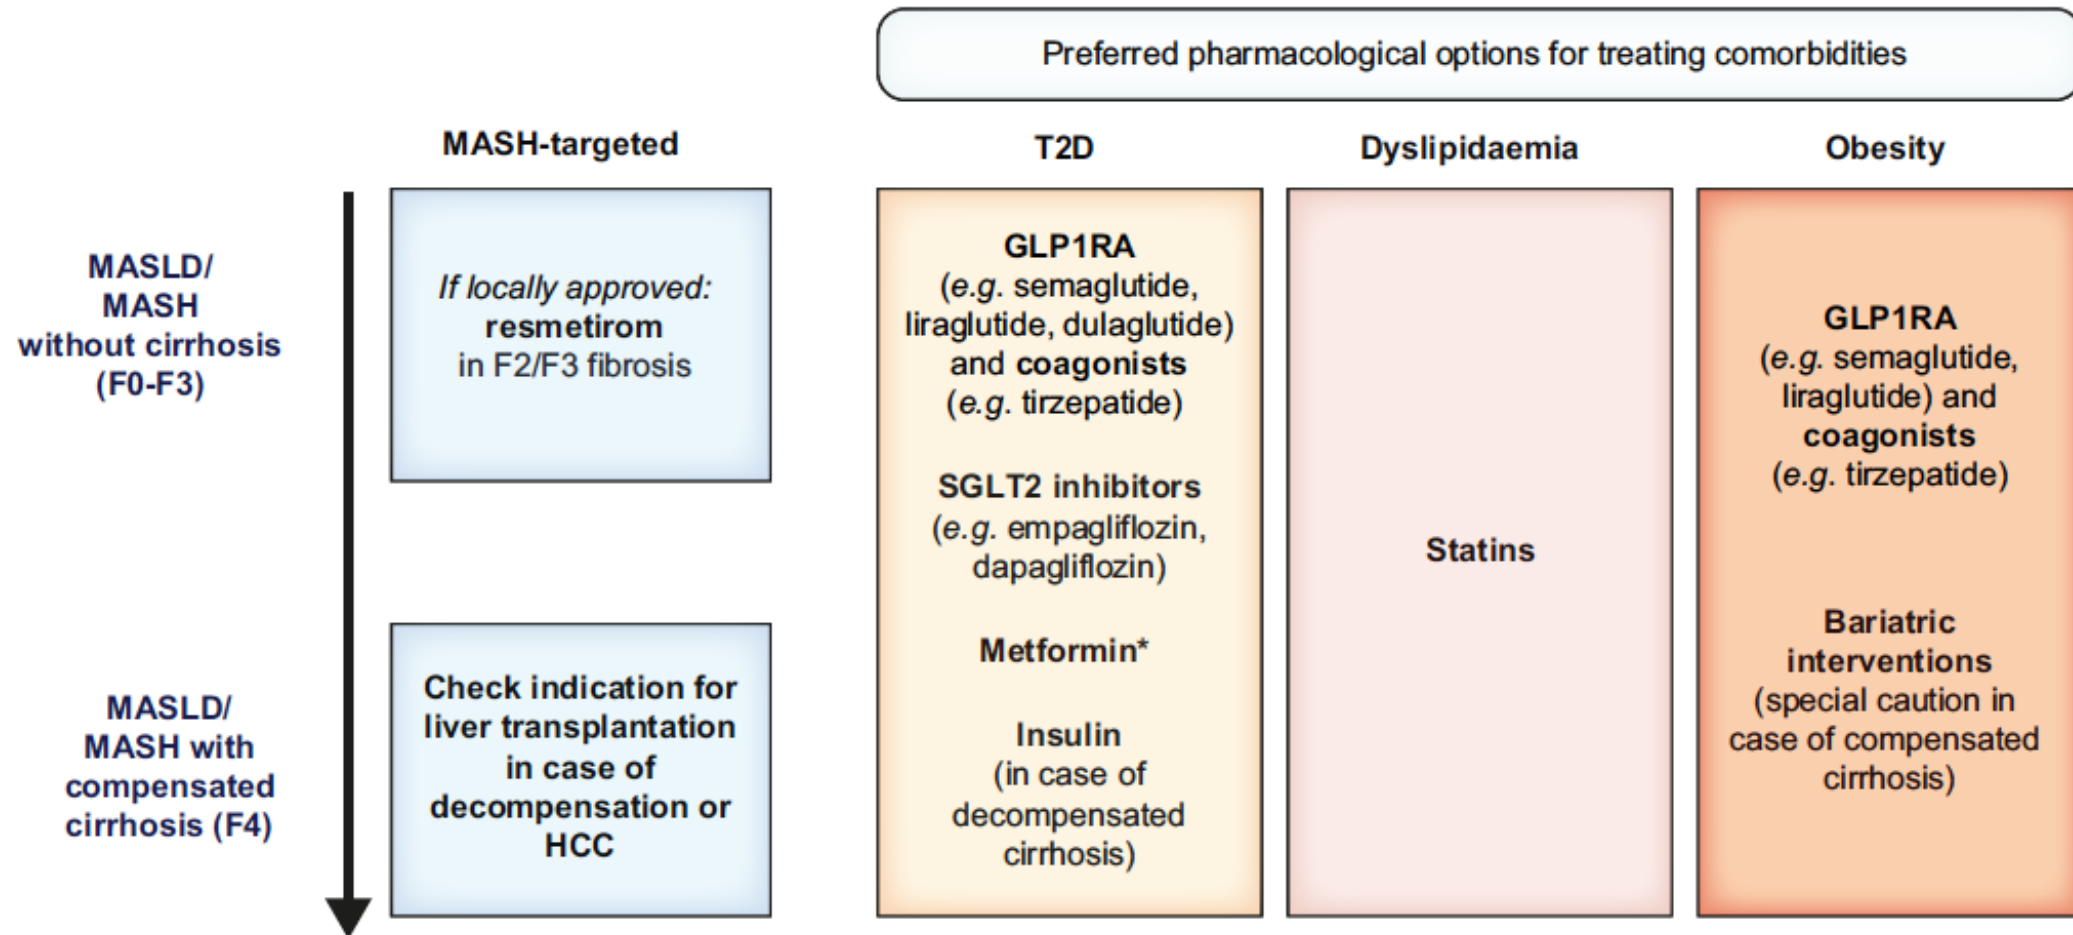 Preferred pharmacological options for treating comorbidities
MASH-targeted
T2D
Dyslipidaemia
Obesity
MASLD/
MASH
without cirrhosis
(F0-F3)
If locally approved:
resmetirom
in F2/F3 fibrosis
MASLD/
MASH with
compensated
cirrhosis (F4)
Check indication for
liver transplantation
in case of
decompensation or
HCC
GLP1RA
(e.g. semaglutide,
liraglutide, dulaglutide)
and coagonists
(e.g. tirzepatide)
SGLT2 inhibitors
(e.g. empagliflozin,
dapagliflozin)
Metformin*
Insulin
(in case of
decompensated
cirrhosis)
Statins
GLP1RA
(e.g. semaglutide,
liraglutide) and
coagonists
(e.g. tirzepatide)
Bariatric
interventions
(special caution in
case of compensated
cirrhosis)